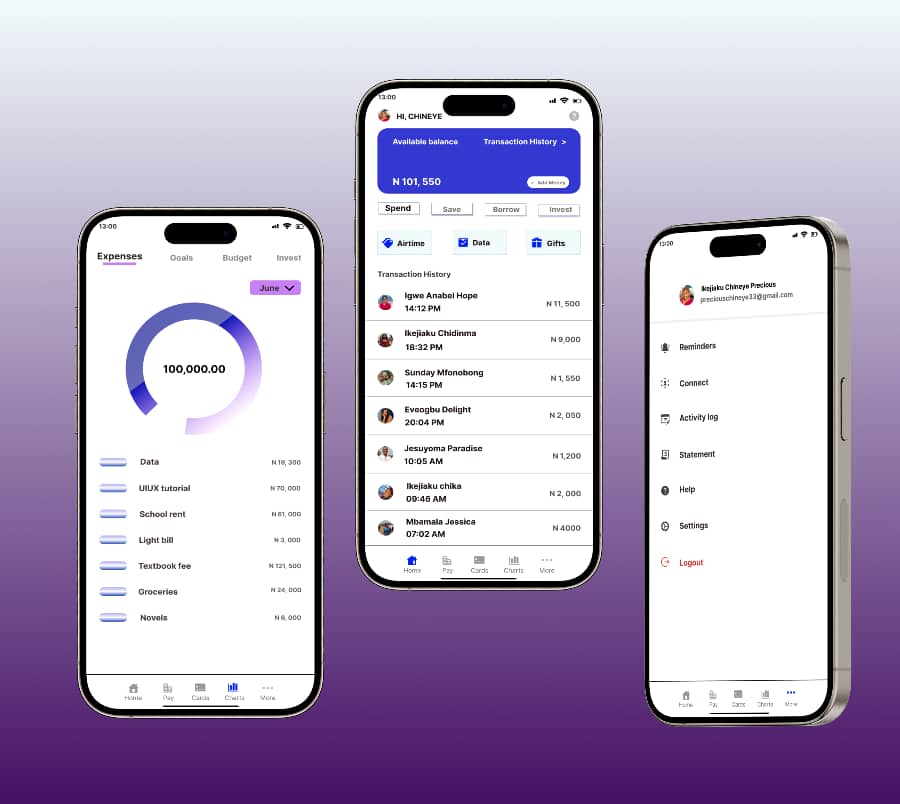 13:00
Expenses Goals Budget Invest
June
100,000.00
Data N 19, 300
UIUX tutorial N 70, 000
School rent N 61, 000
Light bill N 3, 000
Textbook fee N 121, 500
Groceries N 24, 000
Novels N 6, 000
Home Pay Cards Charts More
13:00
HI, CHINEYE ?
Available balance Transaction History >
N 101, 550 + Add Money
Spend Save Borrow Invest
Airtime Data Gifts
Transaction History
Igwe Anabel Hope
14:12 PM N 11, 500
Ikejiaku Chidinma
18:32 PM N 9,000
Sunday Mfonobong
14:15 PM N 1, 550
Eveogbu Delight
20:04 PM N 2, 050
Jesuyoma Paradise
10:05 AM N 1,200
Ikejiaku chika
09:46 AM N 2, 000
Mbamala Jessica
07:02 AM N 4000
Home Pay Cards Charts More
13:00
Ikejiaku Chineye Precious
preciouschineye33@gmail.com
Reminders
Connect
Activity log
Statement
Help
Settings
Logout
Home Pay Cards Charts More